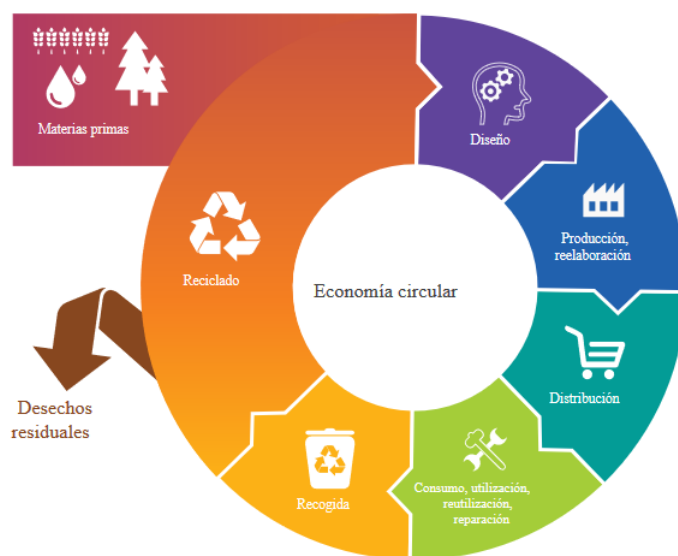 Materias primas
Diseño
Producción,
reelaboración
Reciclado
Economía circular
Distribución
Desechos
residuales
Recogida
Consumo, utilización,
reutilización,
reparación